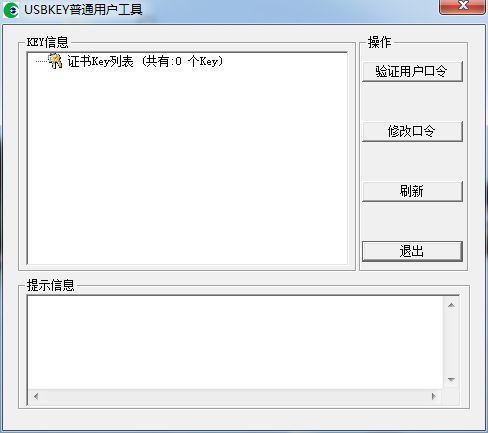 USBKEY普通用户工具
KEY信息
证书Key列表 (共有:0 个Key)
操作
验证用户口令
修改口令
刷新
退出
提示信息